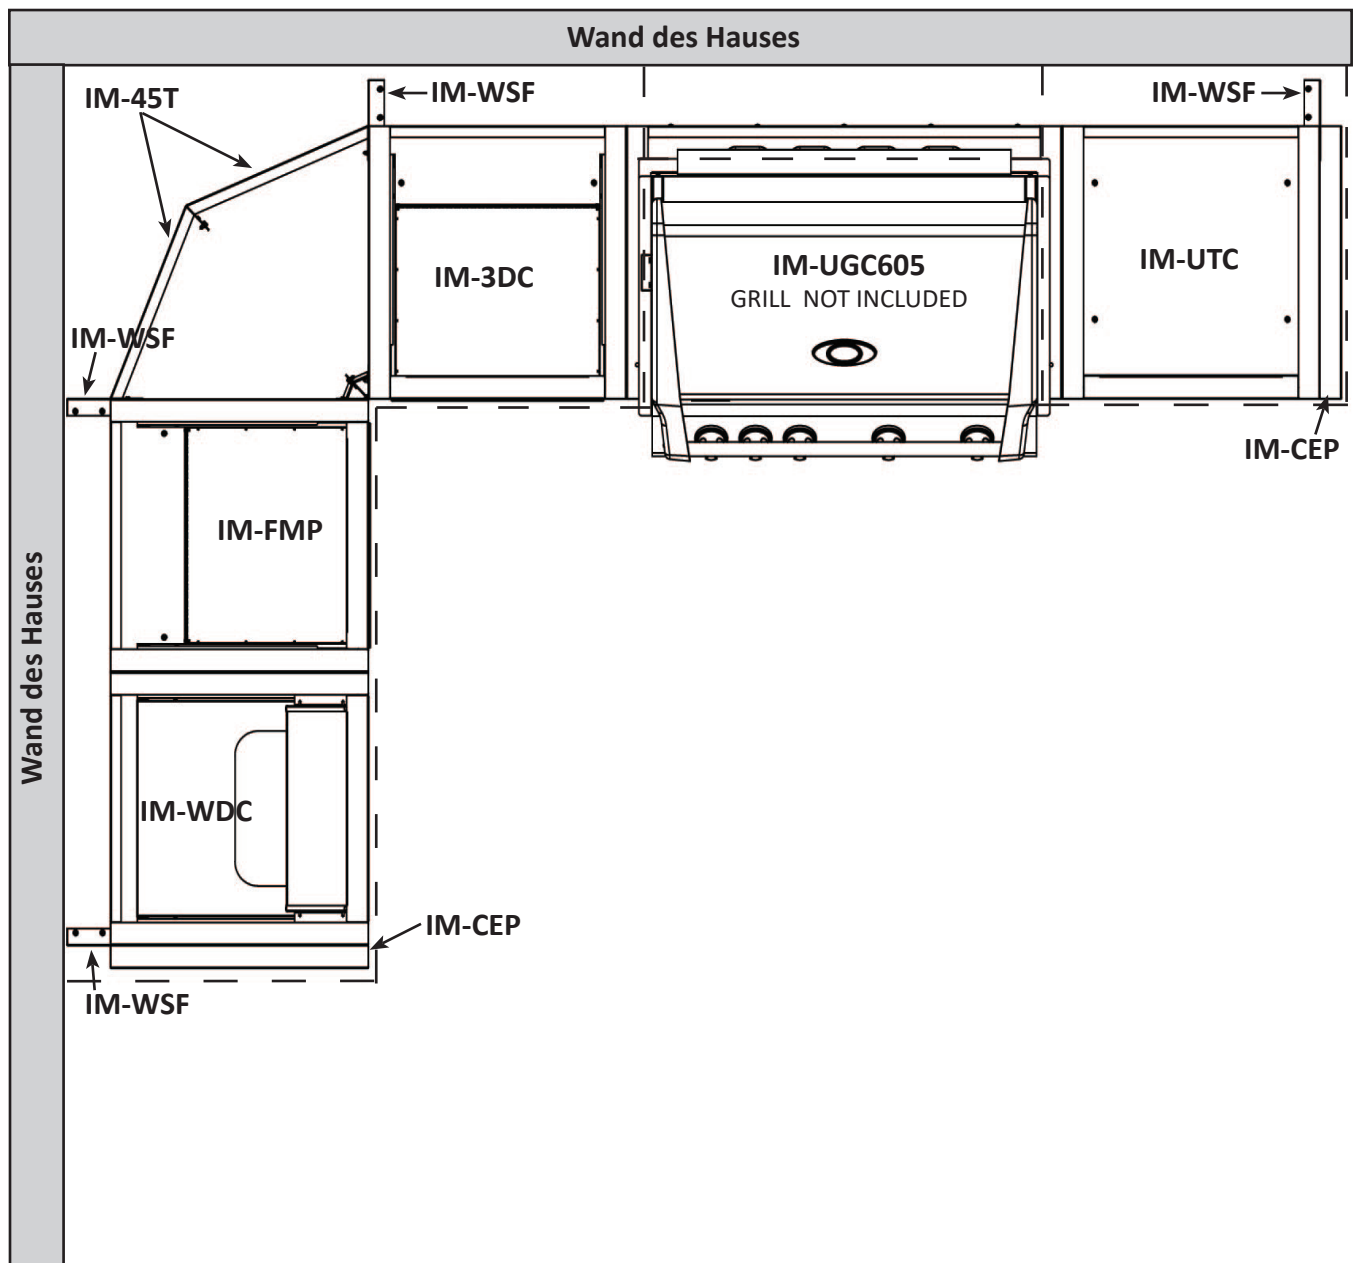 Wand des Hauses
IM-45T
IM-WSF
IM-WSF
IM-3DC
IM-UGC605
GRILL NOT INCLUDED
IM-UTC
IM-WSF
IM-CEP
IM-FMP
Wand des Hauses
IM-WDC
IM-CEP
IM-WSF